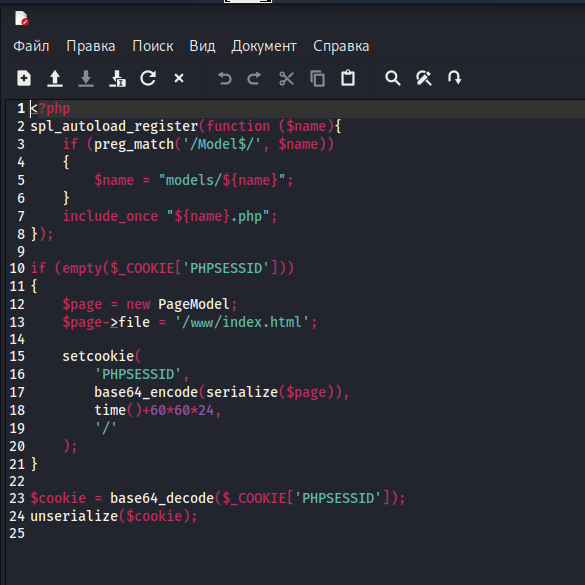 Файл Правка Поиск Вид Документ Справка
1 <?php
2 spl_autoload_register(function ($name){
3     if (preg_match('/Model$/', $name))
4     {
5         $name = "models/${name}";
6     }
7     include_once "${name}.php";
8 });
9
10 if (empty($_COOKIE['PHPSESSID']))
11 {
12     $page = new PageModel;
13     $page->file = '/www/index.html';
14
15     setcookie(
16         'PHPSESSID',
17         base64_encode(serialize($page)),
18         time()+60*60*24,
19         '/'
20     );
21 }
22
23 $cookie = base64_decode($_COOKIE['PHPSESSID']);
24 unserialize($cookie);
25